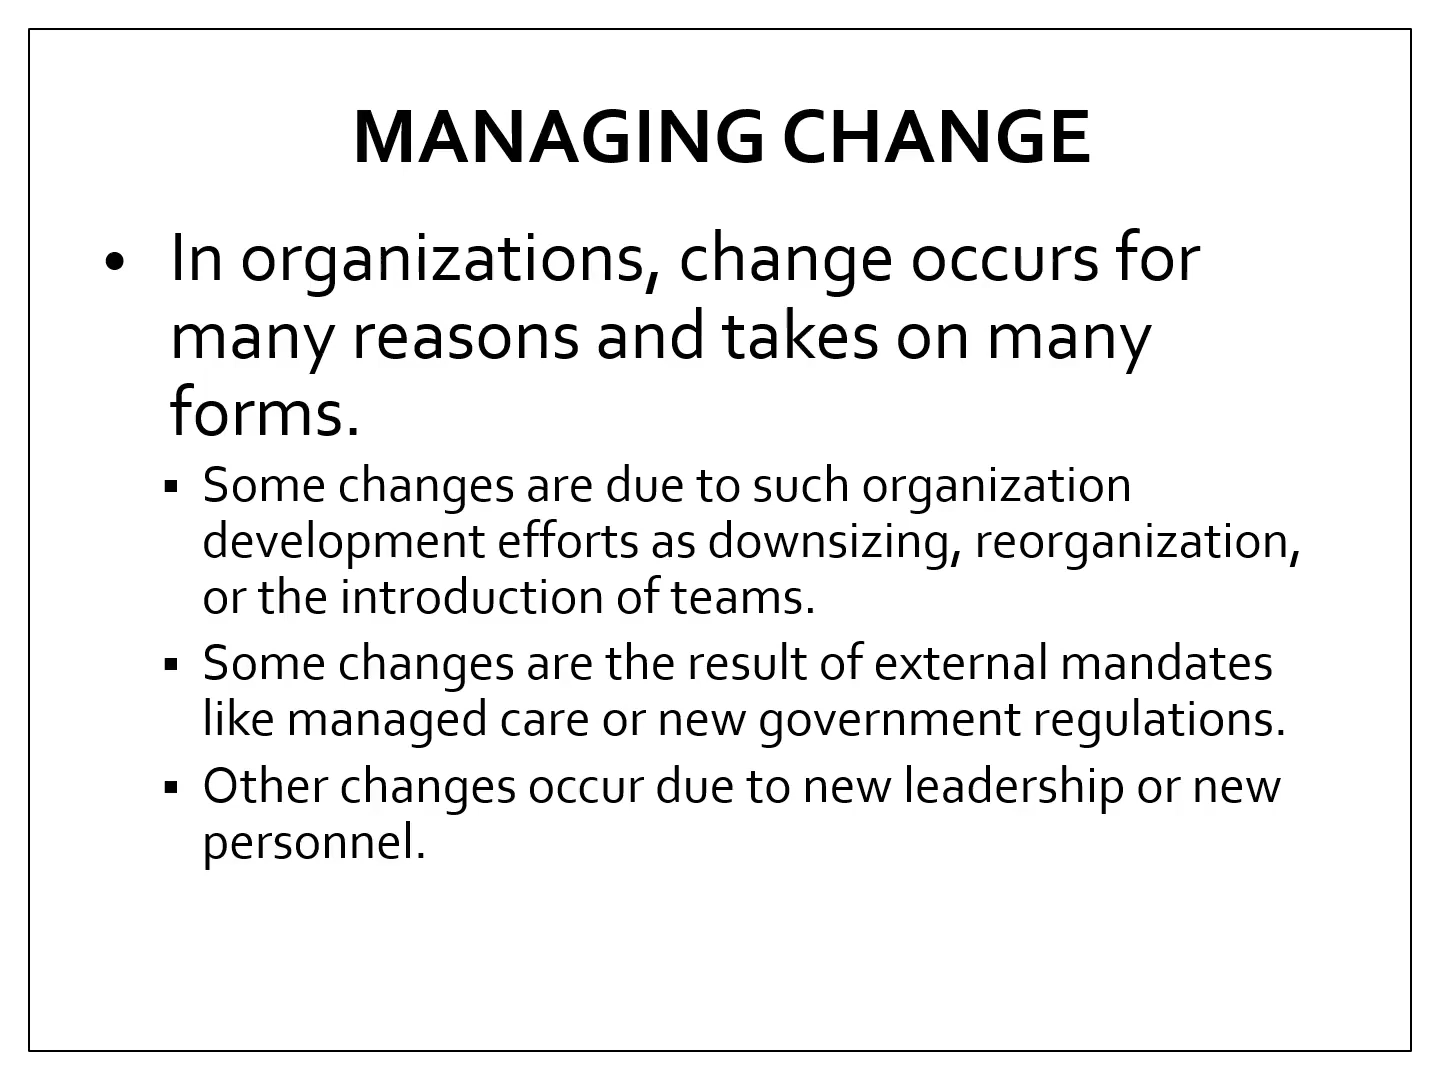 MANAGING CHANGE
• In organizations, change occurs for
many reasons and takes on many
forms.
▪ Some changes are due to such organization
development efforts as downsizing, reorganization,
or the introduction of teams.
▪ Some changes are the result of external mandates
like managed care or new government regulations.
▪ Other changes occur due to new leadership or new
personnel.